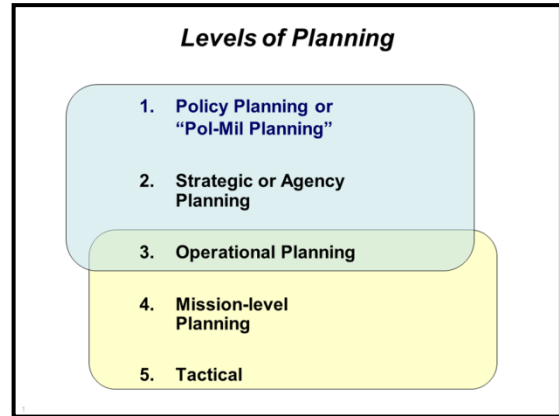 Levels of Planning
1. Policy Planning or
“Pol-Mil Planning”
2. Strategic or Agency
Planning
3. Operational Planning
4. Mission-level
Planning
5. Tactical
1